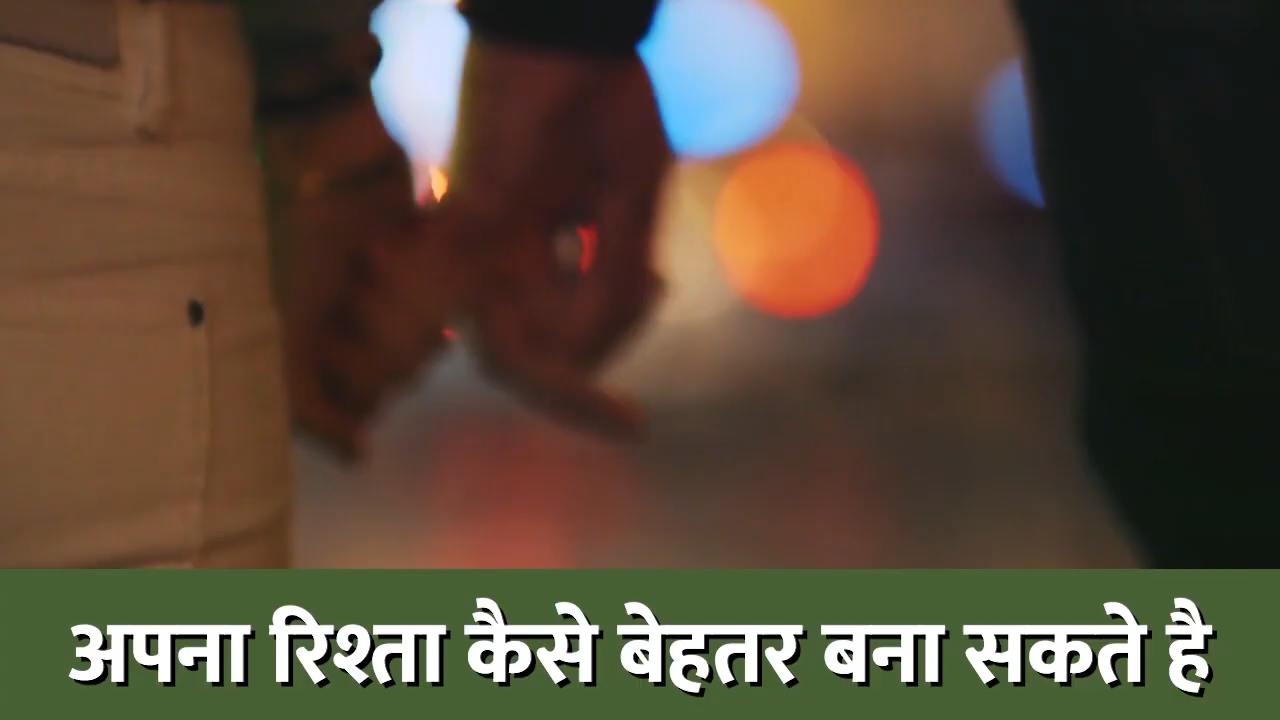 अपना रिश्ता कैसे बेहतर बना सकते है